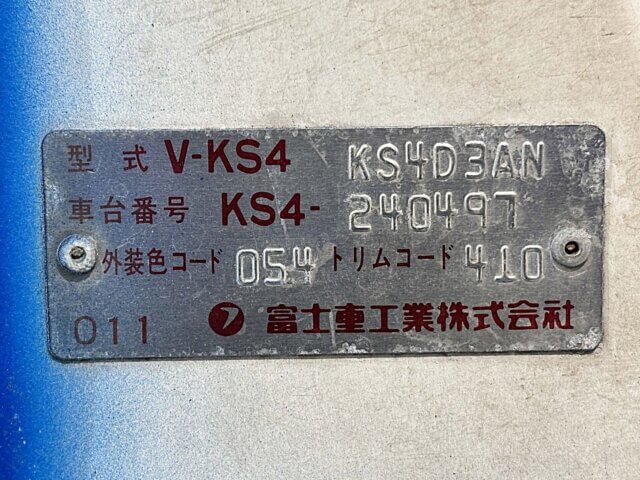 型式 V-KS4 KS4D3AN
車台番号 KS4-240497
外装色コード 054 トリムコード 410
011 フ 富士重工業株式会社